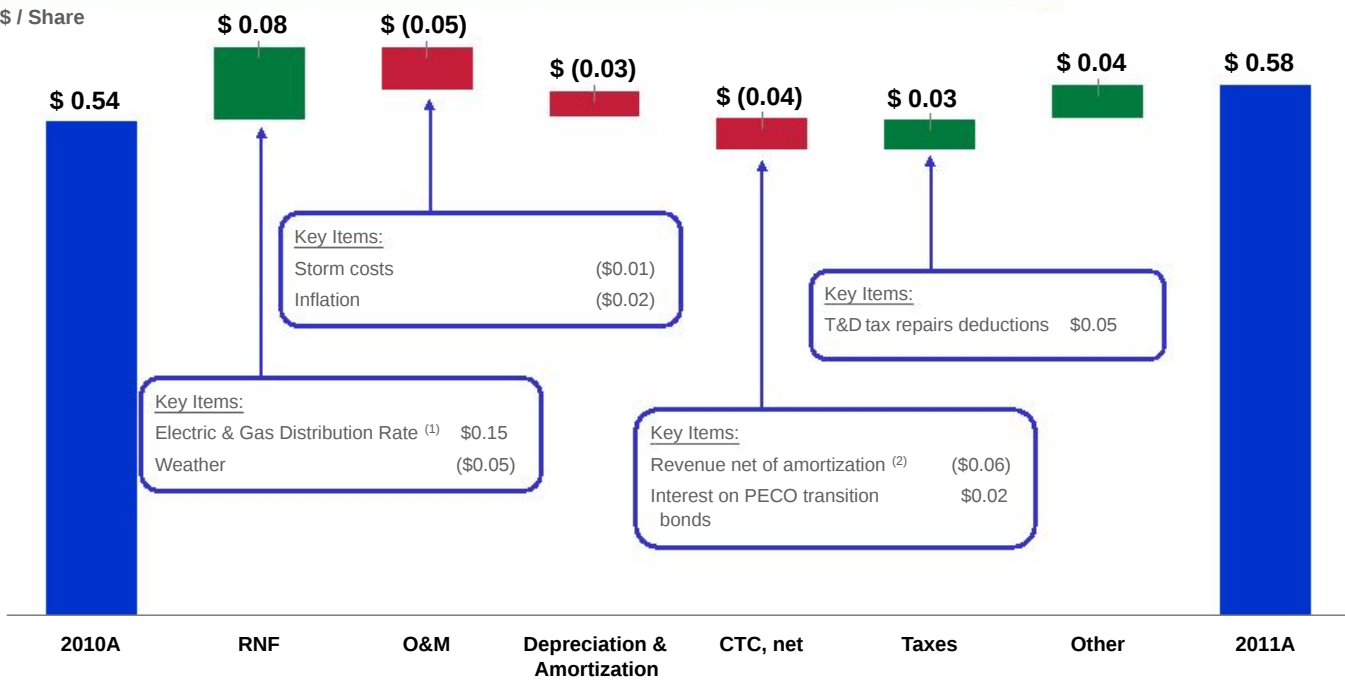 $ / Share
$ 0.54
$ 0.08
$ (0.05)
$ (0.03)
$ (0.04)
$ 0.03
$ 0.04
$ 0.58
Key Items:
Storm costs ($0.01)
Inflation ($0.02)
Key Items:
T&D tax repairs deductions $0.05
Key Items:
Electric & Gas Distribution Rate (1) $0.15
Weather ($0.05)
Key Items:
Revenue net of amortization (2) ($0.06)
Interest on PECO transition $0.02
bonds
2010A
RNF
O&M
Depreciation &
Amortization
CTC, net
Taxes
Other
2011A